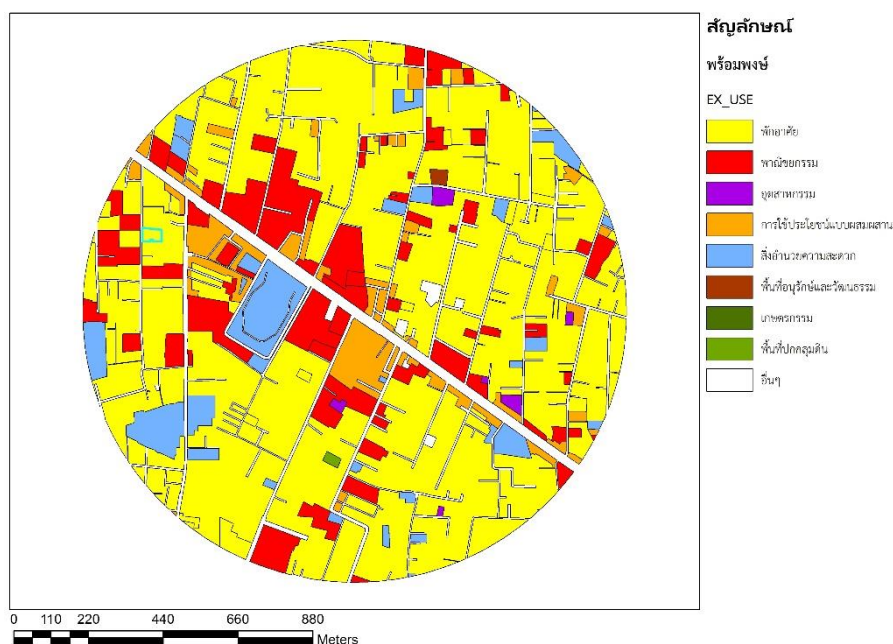 สัญลักษณ์
พร้อมพงษ์
EX_USE
พักอาศัย
พาณิชยกรรม
อุตสาหกรรม
การใช้ประโยชน์แบบผสมผสาน
สิ่งอำนวยความสะดวก
พื้นที่อนุรักษ์และวัฒนธรรม
เกษตรกรรม
พื้นที่ปกคลุมดิน
อื่นๆ
0 110 220 440 660 880
Meters